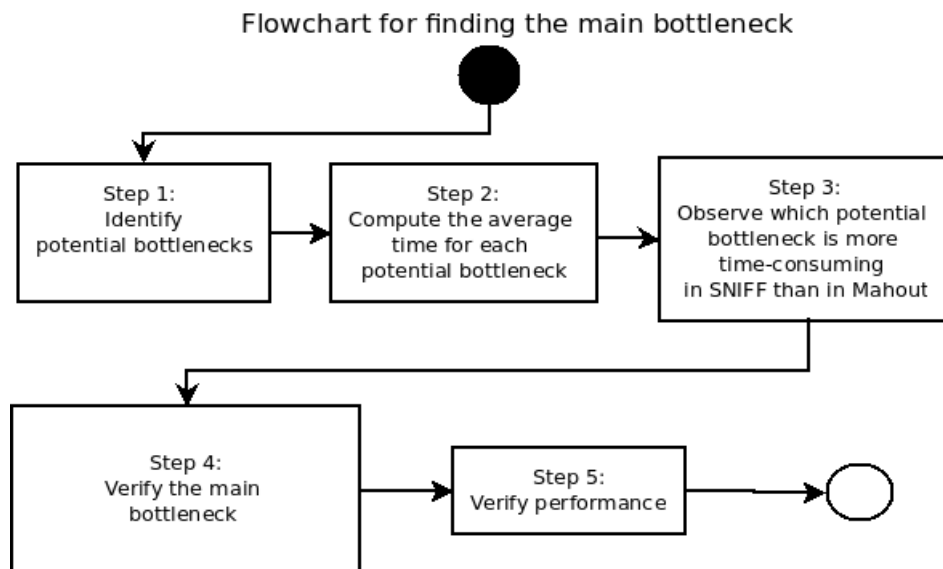 Flowchart for finding the main bottleneck
Step 1:
Identify
potential bottlenecks
Step 2:
Compute the average
time for each
potential bottleneck
Step 3:
Observe which potential
bottleneck is more
time-consuming
in SNIFF than in Mahout
Step 4:
Verify the main
bottleneck
Step 5:
Verify performance